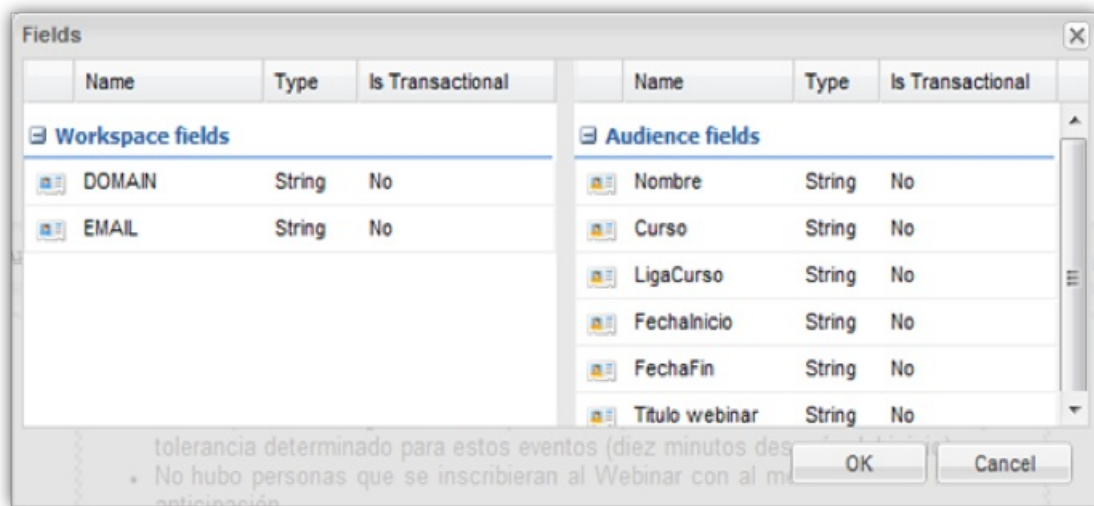 Fields
Name Type Is Transactional
Workspace fields
DOMAIN String No
EMAIL String No
Name Type Is Transactional
Audience fields
Nombre String No
Curso String No
LigaCurso String No
FechaInicio String No
FechaFin String No
Titulo webinar String No
tolerancia determinado para estos eventos (diez minutos
No hubo personas que se inscribieran al Webinar con al
anticipación
OK Cancel